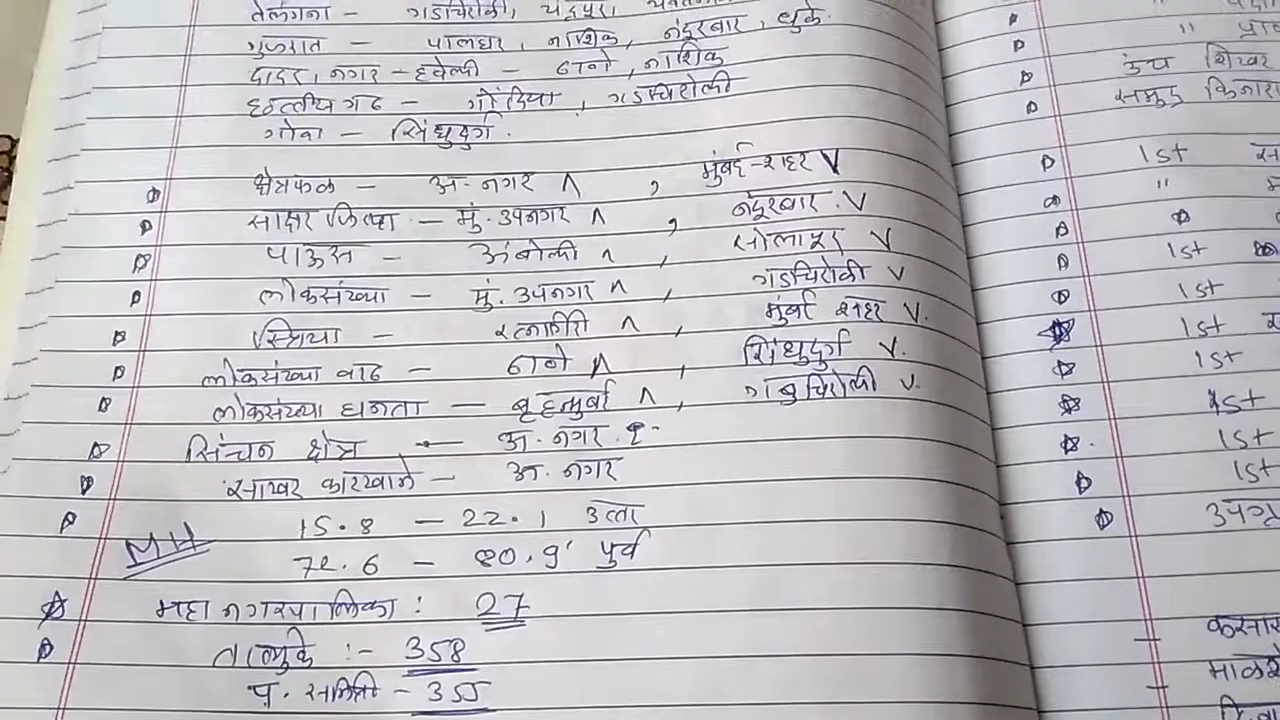 तेलंगना - गडचिरोली, चंद्रपूर,
गुजरात - पालघर, नाशिक, नंदूरबार, धुळे.
दादर, नगर - हवेली - ठाणे, नाशिक
छत्तीसगढ - गोंदिया, गडचिरोली
गोवा - सिंधुदुर्ग.
क्षेत्रफळ - अ.नगर ∧, मुंबई-शहर ∨
साक्षर जिल्हा - मुं. उपनगर ∧, नंदूरबार. ∨
पाऊस - अंबोली ∧, सोलापूर ∨
लोकसंख्या - मुं. उपनगर ∧, गडचिरोली ∨
स्त्रिया - रत्नागिरी ∧, मुंबई शहर ∨.
लोकसंख्या वाढ - ठाणे ∧, सिंधुदुर्ग ∨.
लोकसंख्या घनता - बृहन्मुंबई ∧, गडचिरोली ∨.
सिंचन क्षेत्र - अ.नगर.
साखर कारखाने - अ. नगर
15.8 - 22.1 उत्तर
MH
72.6 - 80.9' पुर्व
महानगरपालिका : 27
तालुके :- 358
पं. समिती - 355
उंच शिखर
समुद्र किनारा
1st
"
1st
1st
1st
1st
1st
1st
1st